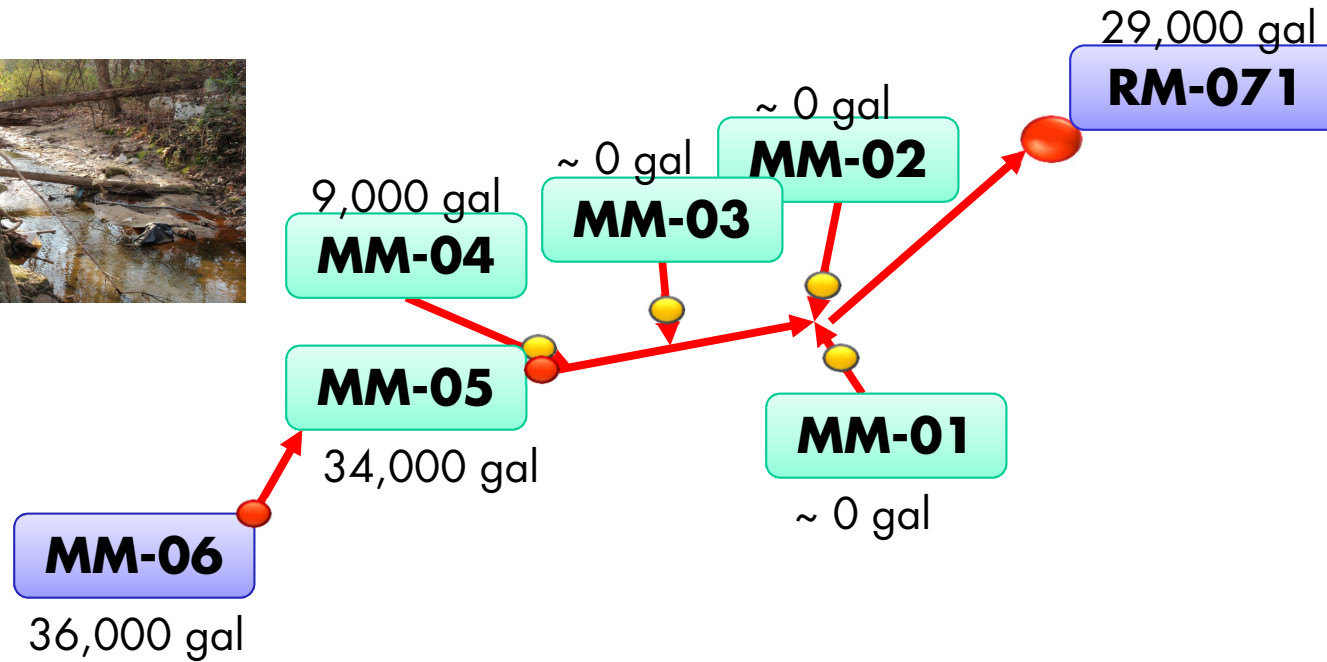 29,000 gal
RM-071
~ 0 gal
MM-02
~ 0 gal
MM-03
9,000 gal
MM-04
MM-05
34,000 gal
MM-01
~ 0 gal
MM-06
36,000 gal